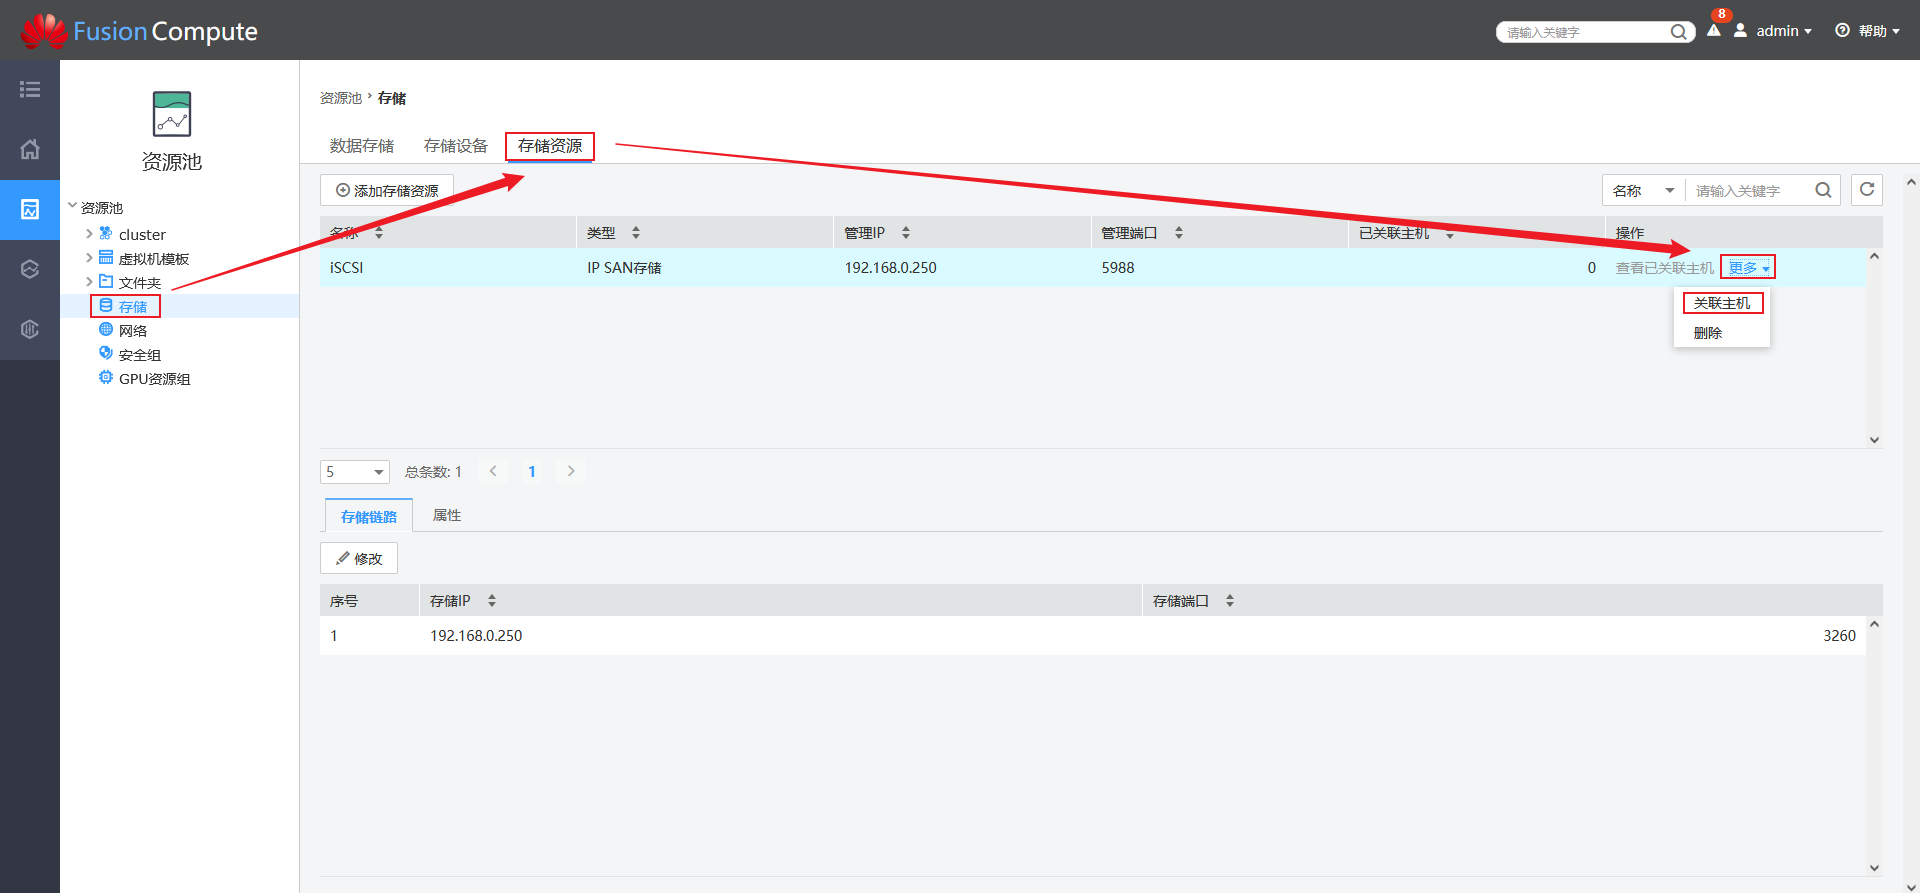 Fusion Compute
请输入关键字
8
admin
帮助
资源池
资源池
cluster
虚拟机模板
文件夹
存储
网络
安全组
GPU资源组
资源池 › 存储
数据存储 存储设备 存储资源
添加存储资源
名称 请输入关键字
名称 类型 管理IP 管理端口 已关联主机 操作
iSCSI IP SAN存储 192.168.0.250 5988 0 查看已关联主机 更多
关联主机
删除
5 总条数: 1 1
存储链路 属性
修改
序号 存储IP 存储端口
1 192.168.0.250 3260